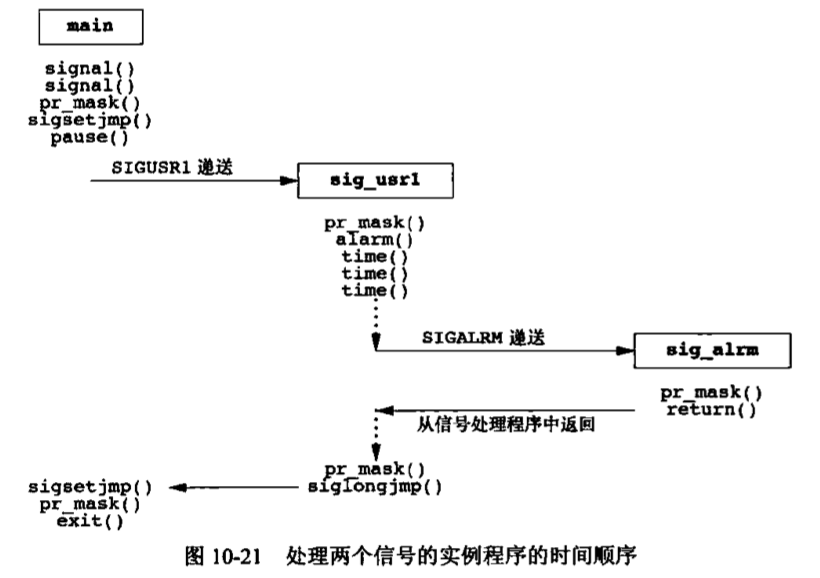 main
signal()
signal()
pr_mask()
sigsetjmp()
pause()
SIGUSR1 递送
sig_usr1
pr_mask()
alarm()
time()
time()
time()
SIGALRM 递送
sig_alrm
pr_mask()
return()
从信号处理程序中返回
pr_mask()
siglongjmp()
sigsetjmp()
pr_mask()
exit()
图 10-21 处理两个信号的实例程序的时间顺序